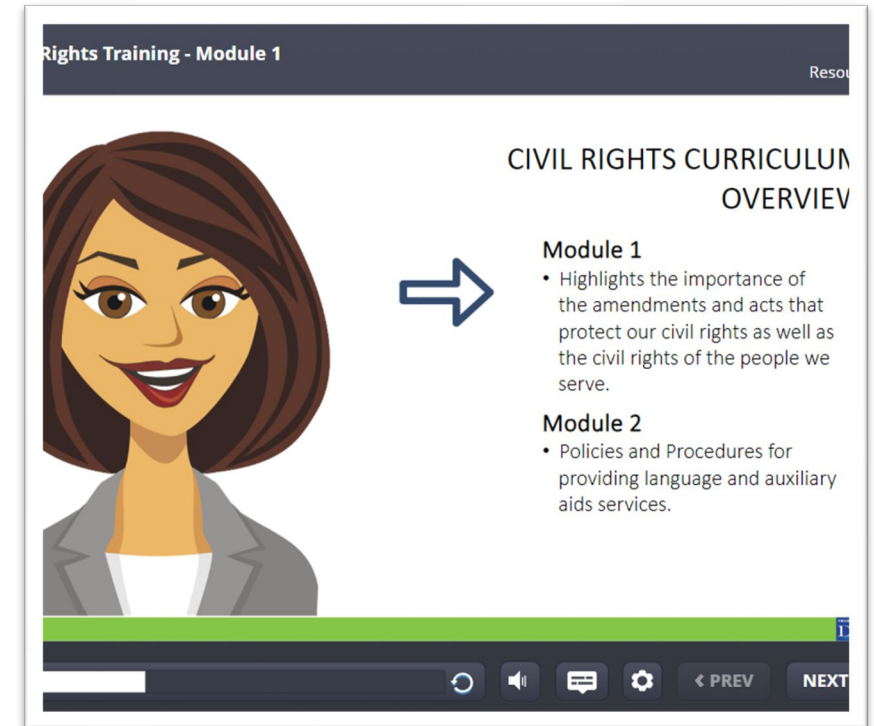 Rights Training - Module 1
Resou
CIVIL RIGHTS CURRICULUM
OVERVIEW
Module 1
• Highlights the importance of
the amendments and acts that
protect our civil rights as well as
the civil rights of the people we
serve.
Module 2
• Policies and Procedures for
providing language and auxiliary
aids services.
PREV
NEXT